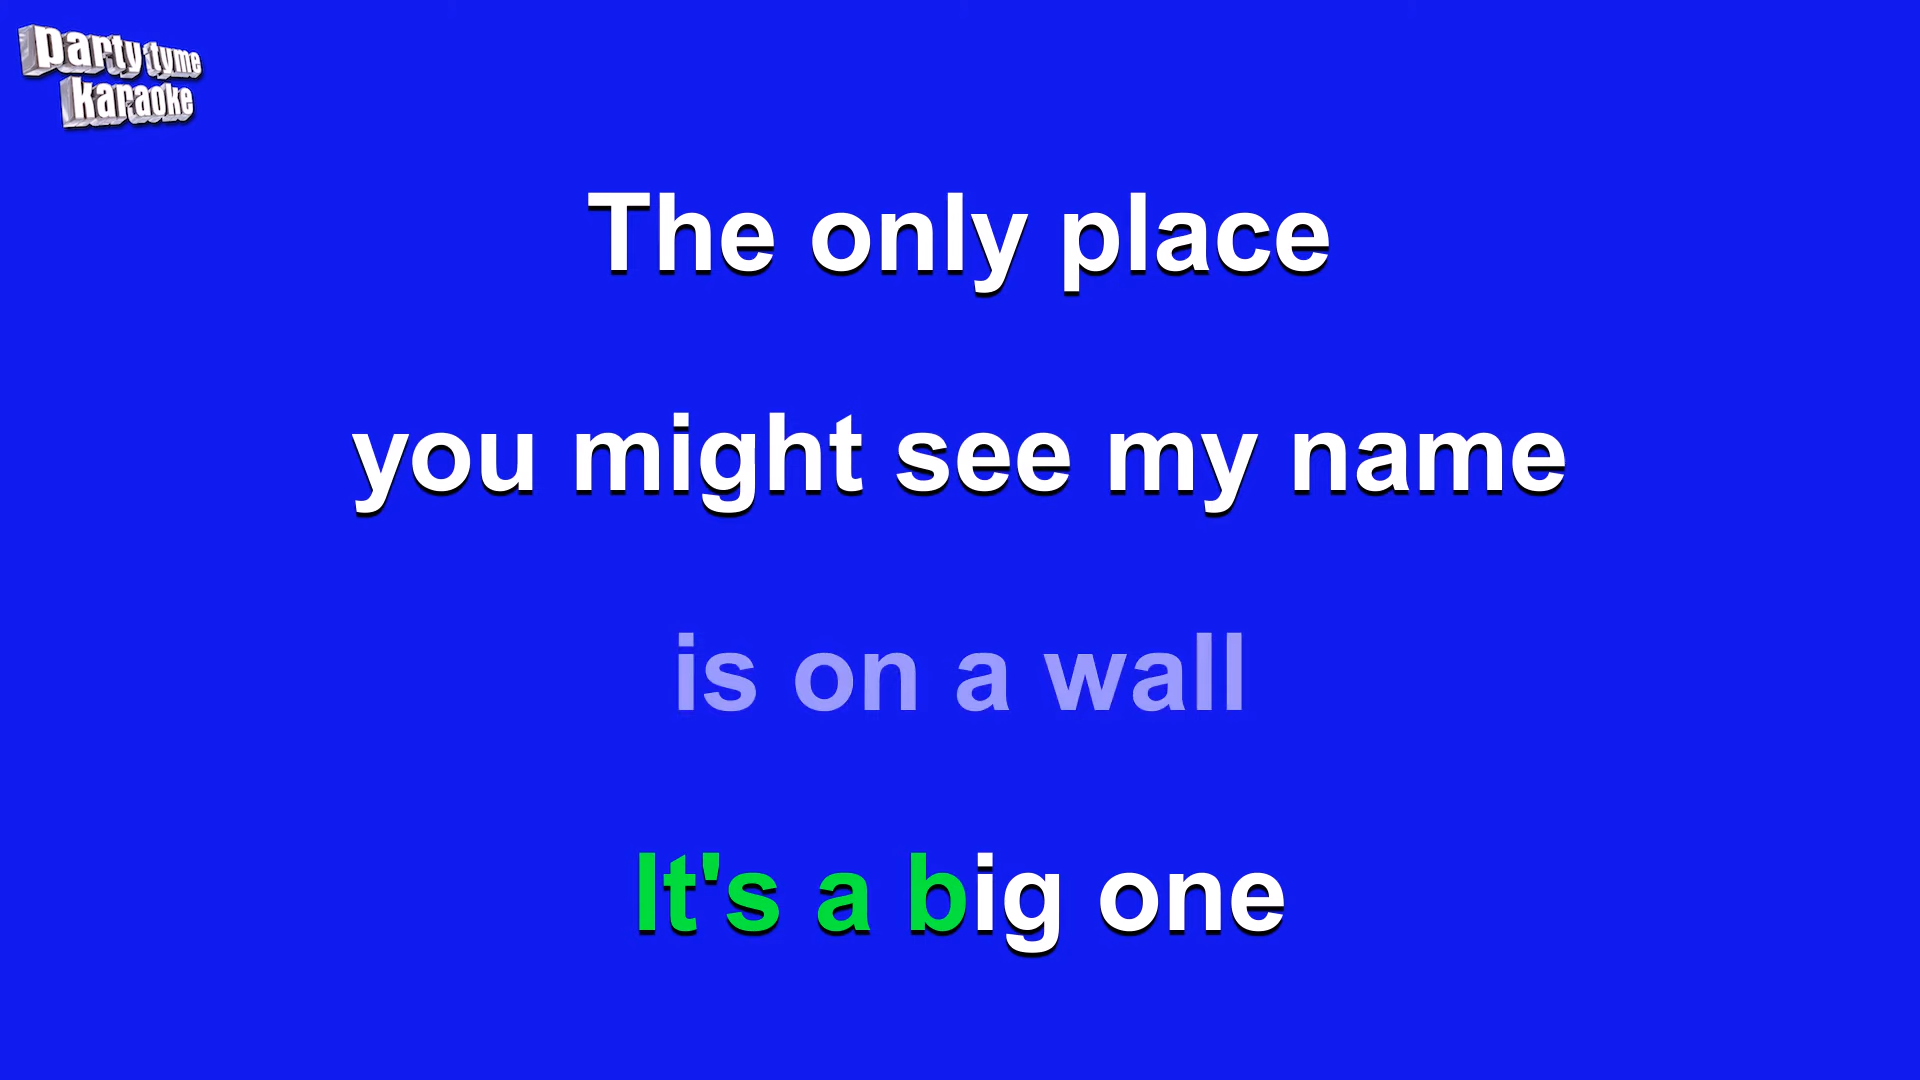 party tyme
karaoke
The only place
you might see my name
is on a wall
It's a big one